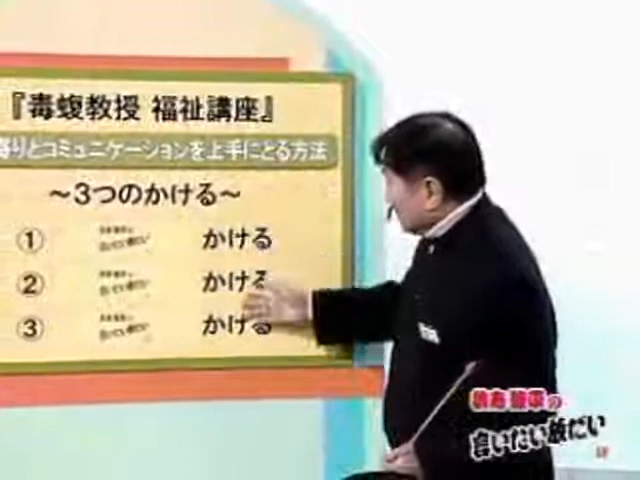 『毒蝮教授 福祉講座』
寄りとコミュニケーションを上手にとる方法
～3つのかける～
① かける
② かける
③ かける
の
言いたい放だい